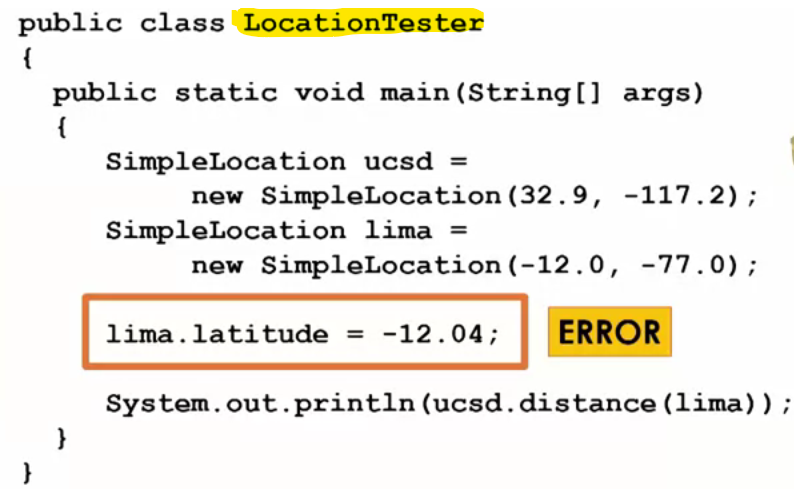 public class LocationTester
{
public static void main(String[] args)
{
SimpleLocation ucsd =
new SimpleLocation(32.9, -117.2);
SimpleLocation lima =
new SimpleLocation(-12.0, -77.0);
lima.latitude = -12.04; ERROR
System.out.println(ucsd.distance(lima));
}
}